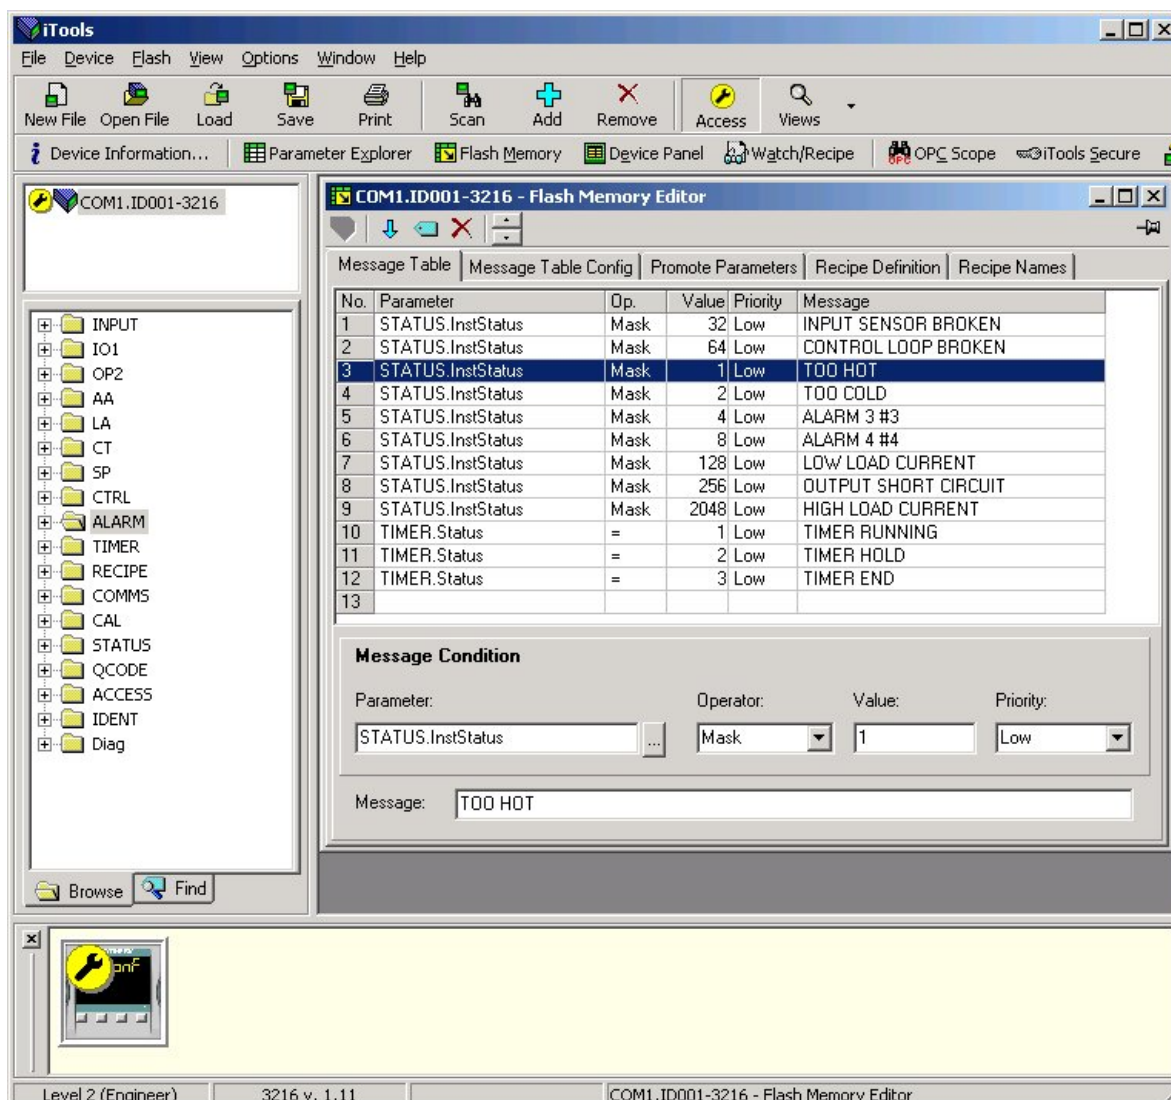 iTools
File Device Flash View Options Window Help
New File Open File Load Save Print Scan Add Remove Access Views
Device Information... Parameter Explorer Flash Memory Device Panel Watch/Recipe OPC Scope iTools Secure
COM1.ID001-3216
INPUT
IO1
OP2
AA
LA
CT
SP
CTRL
ALARM
TIMER
RECIPE
COMMS
CAL
STATUS
QCODE
ACCESS
IDENT
Diag
Browse Find
COM1.ID001-3216 - Flash Memory Editor
Message Table Message Table Config Promote Parameters Recipe Definition Recipe Names
No. Parameter Op. Value Priority Message
1 STATUS.InstStatus Mask 32 Low INPUT SENSOR BROKEN
2 STATUS.InstStatus Mask 64 Low CONTROL LOOP BROKEN
3 STATUS.InstStatus Mask 1 Low TOO HOT
4 STATUS.InstStatus Mask 2 Low TOO COLD
5 STATUS.InstStatus Mask 4 Low ALARM 3 #3
6 STATUS.InstStatus Mask 8 Low ALARM 4 #4
7 STATUS.InstStatus Mask 128 Low LOW LOAD CURRENT
8 STATUS.InstStatus Mask 256 Low OUTPUT SHORT CIRCUIT
9 STATUS.InstStatus Mask 2048 Low HIGH LOAD CURRENT
10 TIMER.Status = 1 Low TIMER RUNNING
11 TIMER.Status = 2 Low TIMER HOLD
12 TIMER.Status = 3 Low TIMER END
13
Message Condition
Parameter: Operator: Value: Priority:
STATUS.InstStatus ... Mask 1 Low
Message: TOO HOT
Level 2 (Engineer) 3216 v. 1.11 COM1.ID001-3216 - Flash Memory Editor